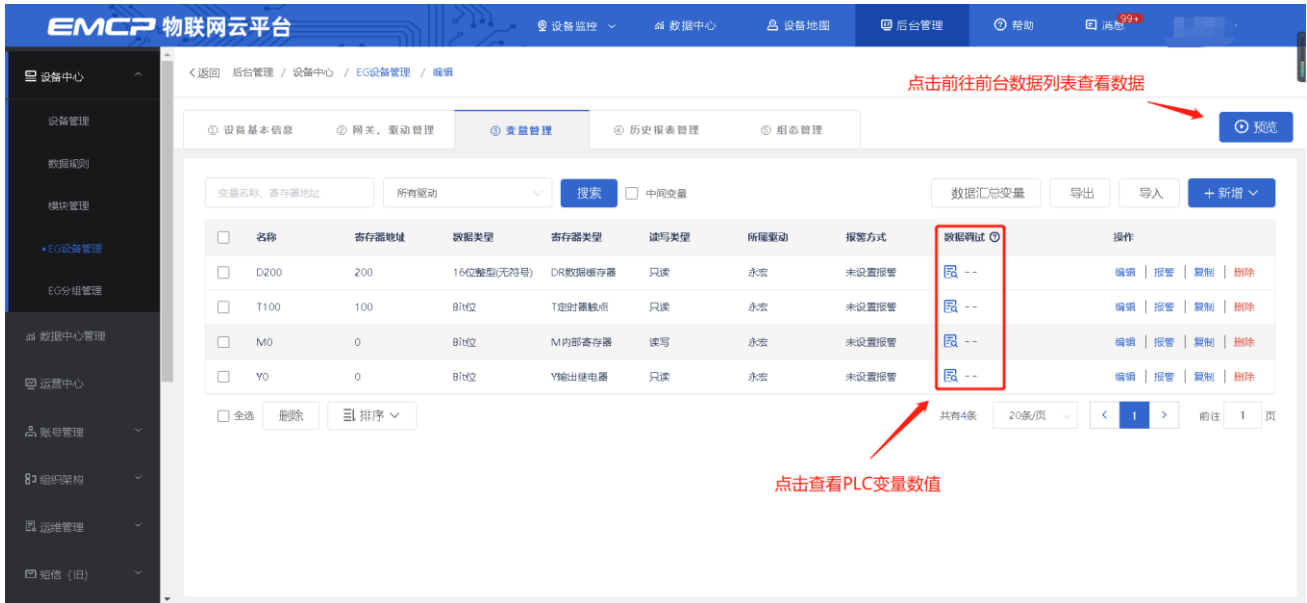 EMCP 物联网云平台 设备监控 数据中心 设备地图 后台管理 帮助 消息 99+
设备中心
设备管理
数据规则
模块管理
•EG设备管理
EG分组管理
数据中心管理
运营中心
账号管理
组织架构
运维管理
短信（旧）
<返回 后台管理 / 设备中心 / EG设备管理 / 编辑
点击前往前台数据列表查看数据
① 设备基本信息 ② 网关、驱动管理 ③ 变量管理 ④ 历史报表管理 ⑤ 组态管理 预览
变量名称、寄存器地址 所有驱动 搜索 中间变量 数据汇总变量 导出 导入 +新增
名称 寄存器地址 数据类型 寄存器类型 读写类型 所属驱动 报警方式 数据调试 操作
D200 200 16位整型(无符号) DR数据缓存器 只读 永宏 未设置报警 -- 编辑 | 报警 | 复制 | 删除
T100 100 Bit位 T定时器触点 只读 永宏 未设置报警 -- 编辑 | 报警 | 复制 | 删除
M0 0 Bit位 M内部寄存器 读写 永宏 未设置报警 -- 编辑 | 报警 | 复制 | 删除
Y0 0 Bit位 Y输出继电器 只读 永宏 未设置报警 -- 编辑 | 报警 | 复制 | 删除
全选 删除 排序 共有4条 20条/页 < 1 > 前往 1 页
点击查看PLC变量数值